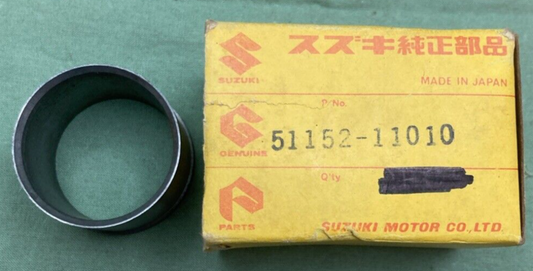 スズキ純正部品
SUZUKI
MADE IN JAPAN
P No.
GENUINE
51152-11010
Q'ty.
PARTS
SUZUKI MOTOR CO.,LTD.